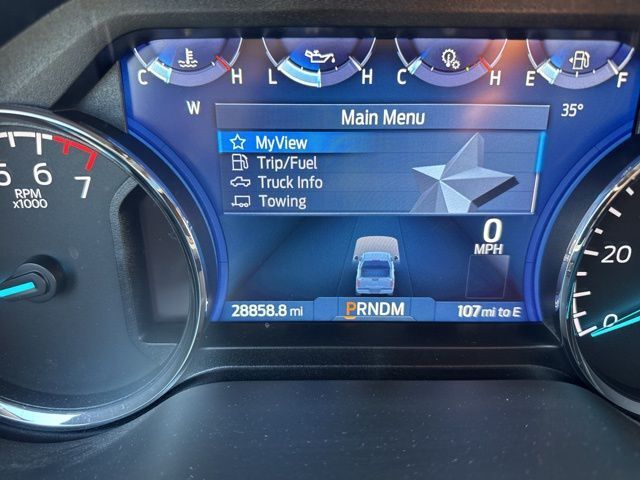 C H L H C H E F
W 35°
Main Menu
MyView
Trip/Fuel
Truck Info
Towing
5 6 7
RPM
x1000
0
MPH
20
0
28858.8 mi PRNDM 107 mi to E